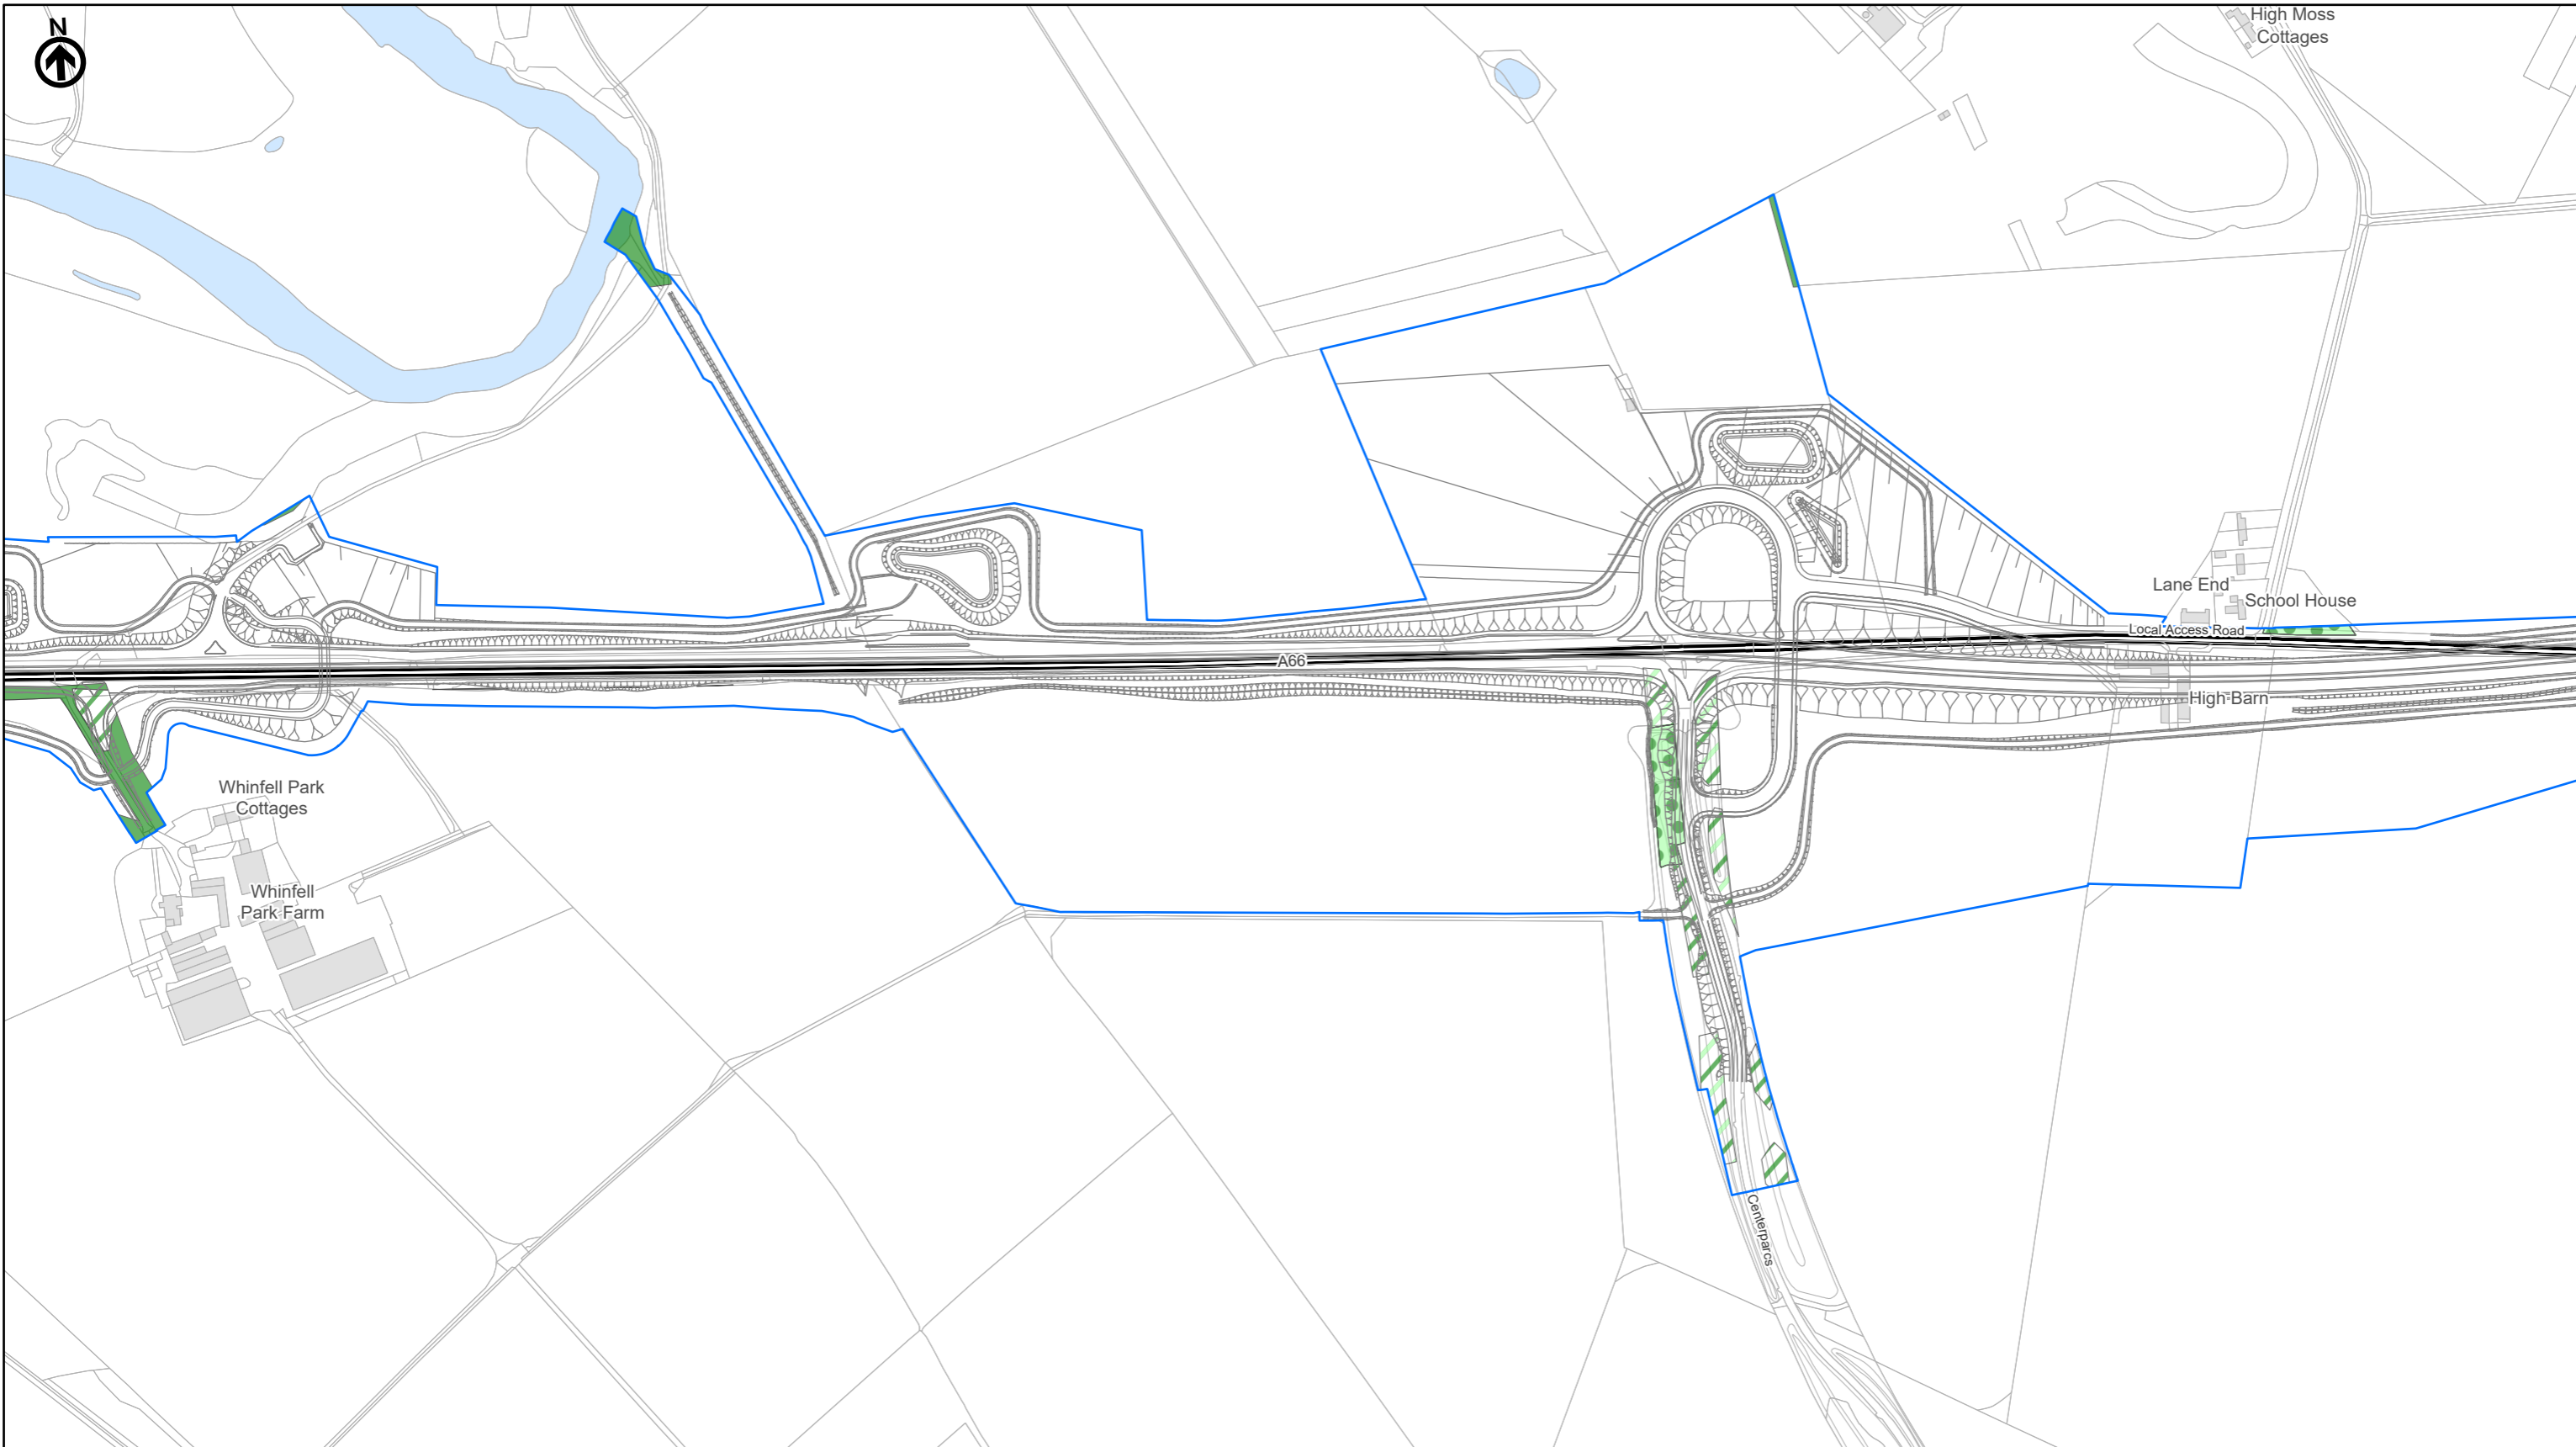 N
High Moss
Cottages
Lane End
School House
Local Access Road
A66
High Barn
Whinfell Park
Cottages
Whinfell
Park Farm
Centerparcs